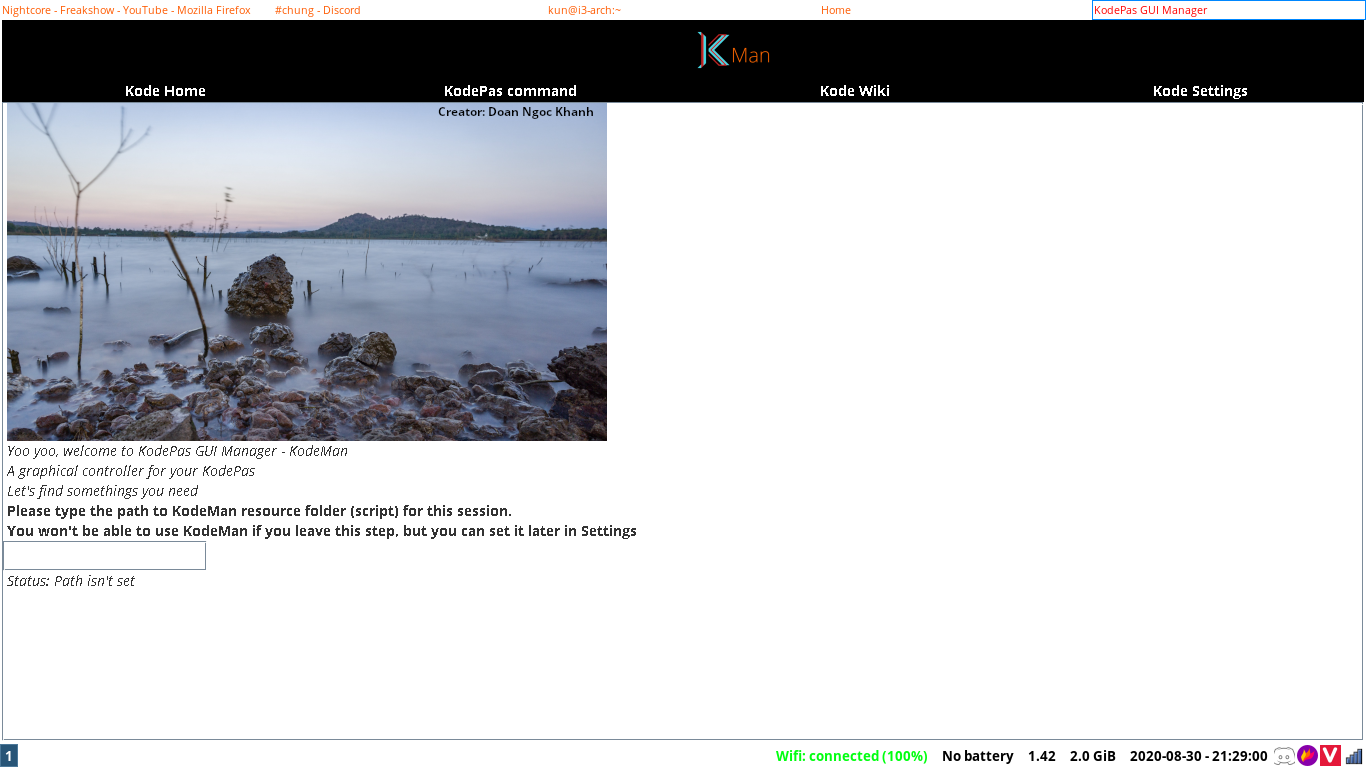 Nightcore - Freakshow - YouTube - Mozilla Firefox #chung - Discord kun@i3-arch:~ Home KodePas GUI Manager
K Man
Kode Home KodePas command Kode Wiki Kode Settings
Creator: Doan Ngoc Khanh
Yoo yoo, welcome to KodePas GUI Manager - KodeMan
A graphical controller for your KodePas
Let's find somethings you need
Please type the path to KodeMan resource folder (script) for this session.
You won't be able to use KodeMan if you leave this step, but you can set it later in Settings
Status: Path isn't set
1 Wifi: connected (100%) No battery 1.42 2.0 GiB 2020-08-30 - 21:29:00 V